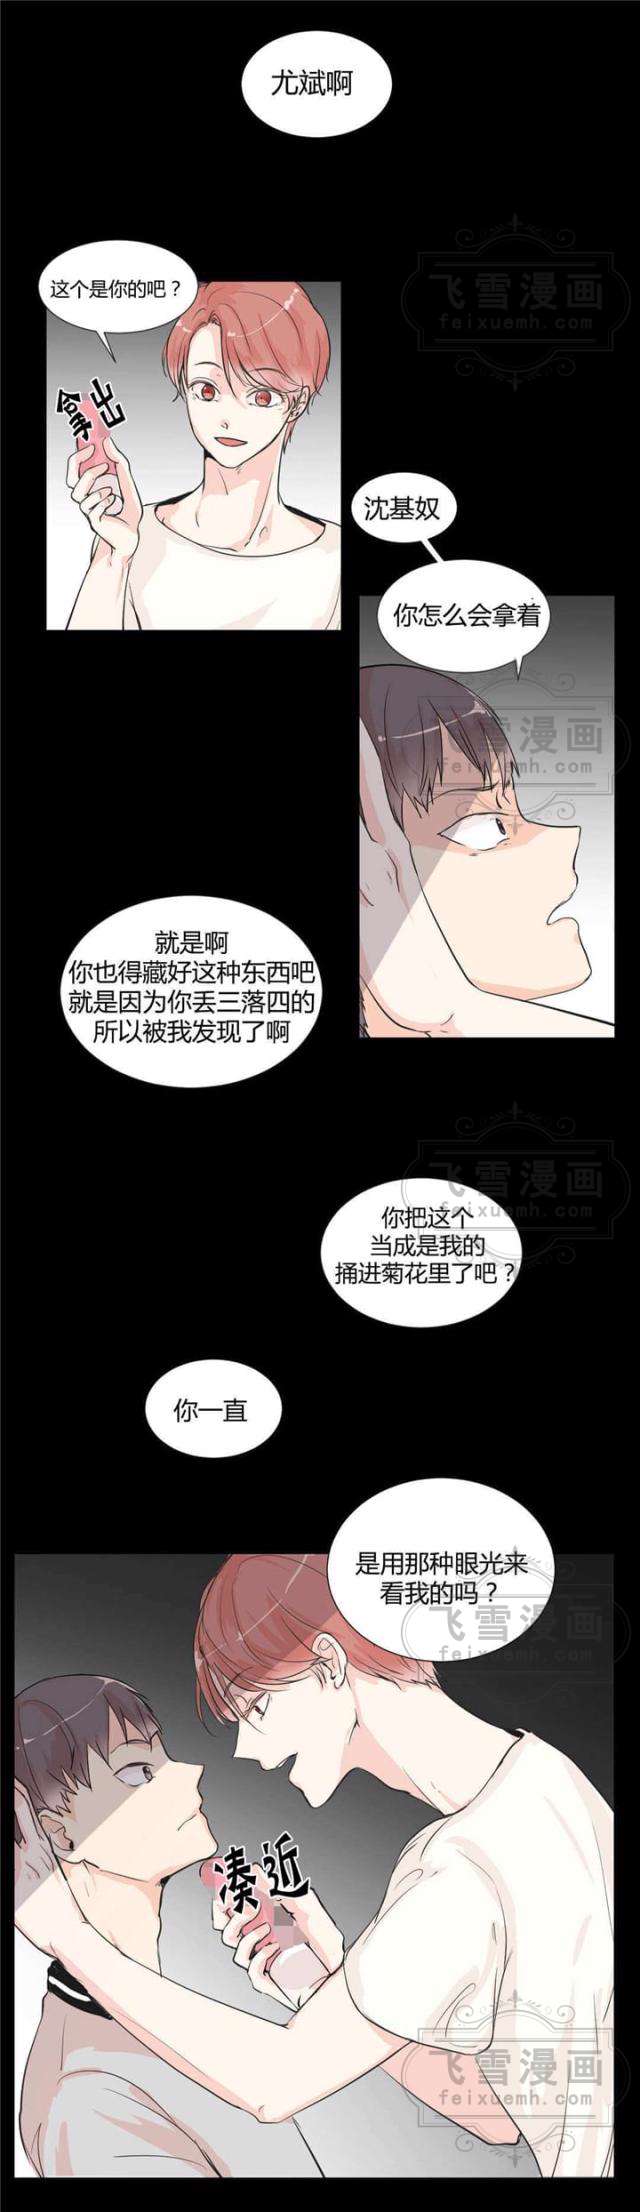 尤斌啊
飞雪漫画
feixuemh.com
这个是你的吧？
拿出
沈基奴
你怎么会拿着
飞雪漫画
feixuemh.com
就是啊
你也得藏好这种东西吧
就是因为你丢三落四的
所以被我发现了啊
飞雪漫画
feixuemh.com
你把这个
当成是我的
捅进菊花里了吧？
你一直
是用那种眼光来
看我的吗？
飞雪漫画
feixuemh.com
凑近
飞雪漫画
feixuemh.com